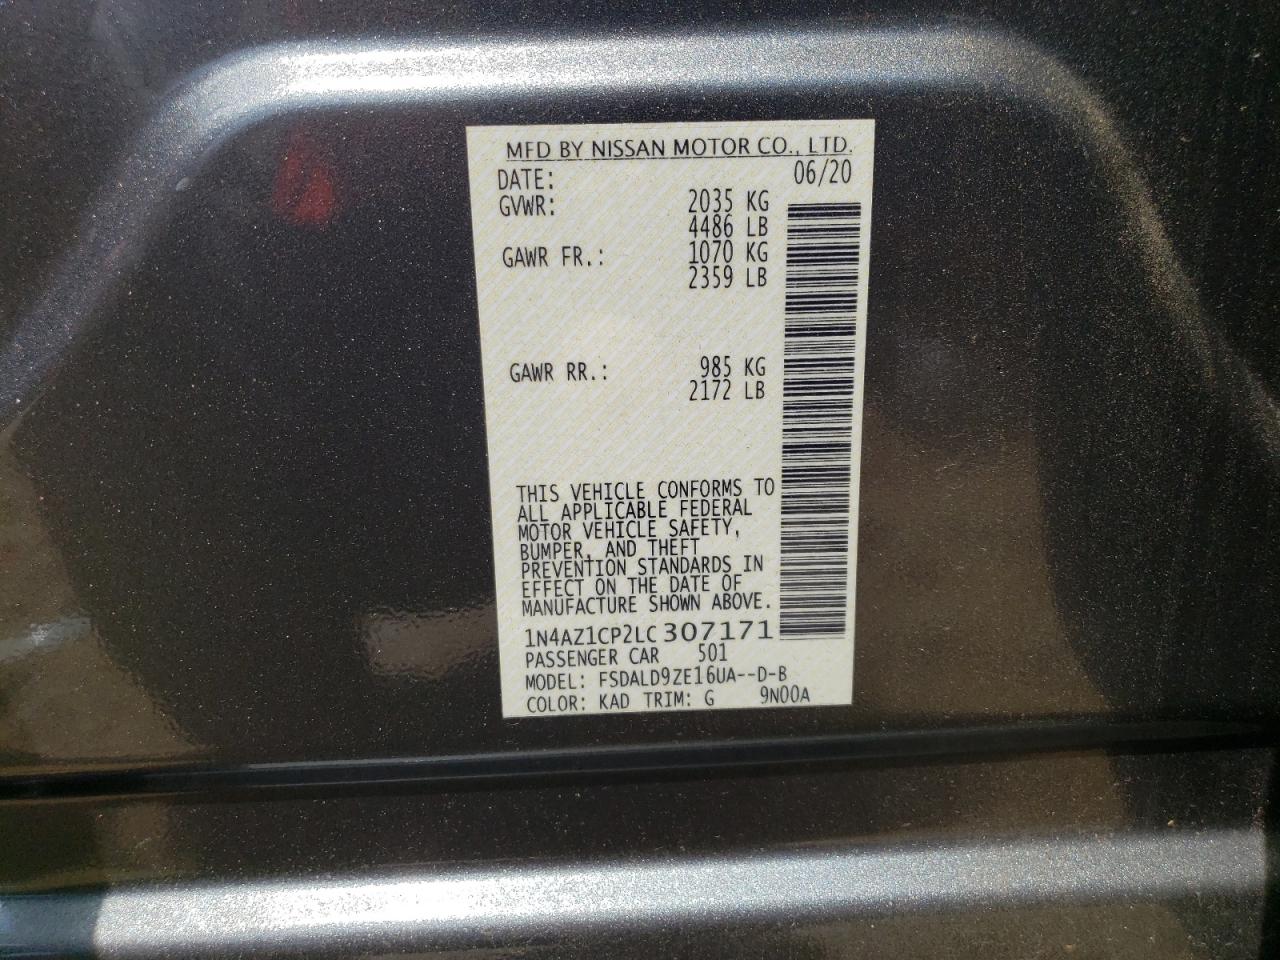 MFD BY NISSAN MOTOR CO., LTD.
DATE: 06/20
GVWR: 2035 KG
4486 LB
GAWR FR.: 1070 KG
2359 LB
GAWR RR.: 985 KG
2172 LB
THIS VEHICLE CONFORMS TO
ALL APPLICABLE FEDERAL
MOTOR VEHICLE SAFETY,
BUMPER, AND THEFT
PREVENTION STANDARDS IN
EFFECT ON THE DATE OF
MANUFACTURE SHOWN ABOVE.
1N4AZ1CP2LC307171
PASSENGER CAR 501
MODEL: FSDALD9ZE16UA--D-B
COLOR: KAD TRIM: G 9N00A